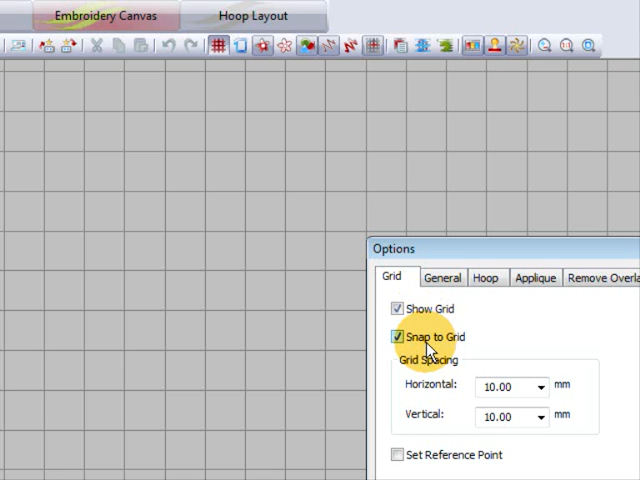 Embroidery Canvas
Hoop Layout
Options
Grid
General
Hoop
Applique
Remove Overla
Show Grid
Snap to Grid
Grid Spacing
Horizontal: 10.00 mm
Vertical: 10.00 mm
Set Reference Point